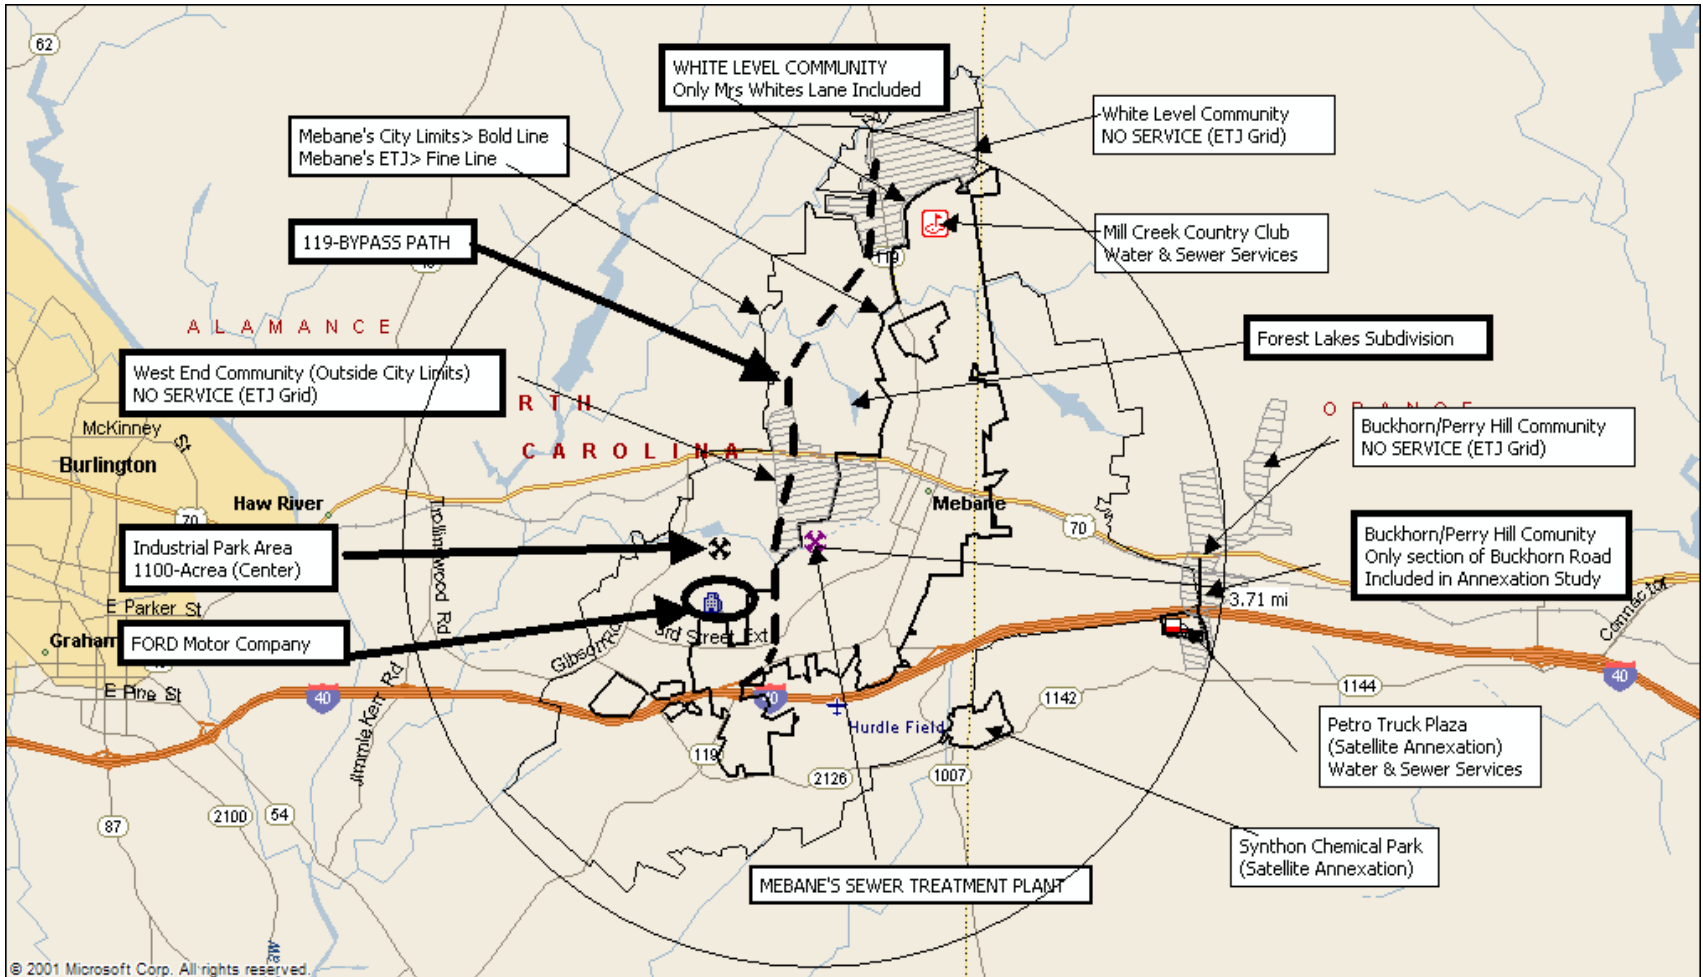 62
WHITE LEVEL COMMUNITY
Only Mrs Whites Lane Included
White Level Community
NO SERVICE (ETJ Grid)
Mebane's City Limits> Bold Line
Mebane's ETJ> Fine Line
119-BYPASS PATH
Mill Creek Country Club
Water & Sewer Services
119
ALAMANCE
Forest Lakes Subdivision
West End Community (Outside City Limits)
NO SERVICE (ETJ Grid)
RTH
CAROLINA
Buckhorn/Perry Hill Community
NO SERVICE (ETJ Grid)
McKinney
St
Burlington
Haw River
Mebane
70
70
Trollingwood Rd
Industrial Park Area
1100-Acrea (Center)
Buckhorn/Perry Hill Comunity
Only section of Buckhorn Road
Included in Annexation Study
3.71 mi
Connector
E Parker St
Graham
FORD Motor Company
3rd Street Ext
Gibson Rd
E Pine St
40
40
Jimmie Kerr Rd
Hurdle Field
1142
1144
Petro Truck Plaza
(Satellite Annexation)
Water & Sewer Services
119
2126
1007
87
2100
54
Synthon Chemical Park
(Satellite Annexation)
MEBANE'S SEWER TREATMENT PLANT
© 2001 Microsoft Corp. All rights reserved.